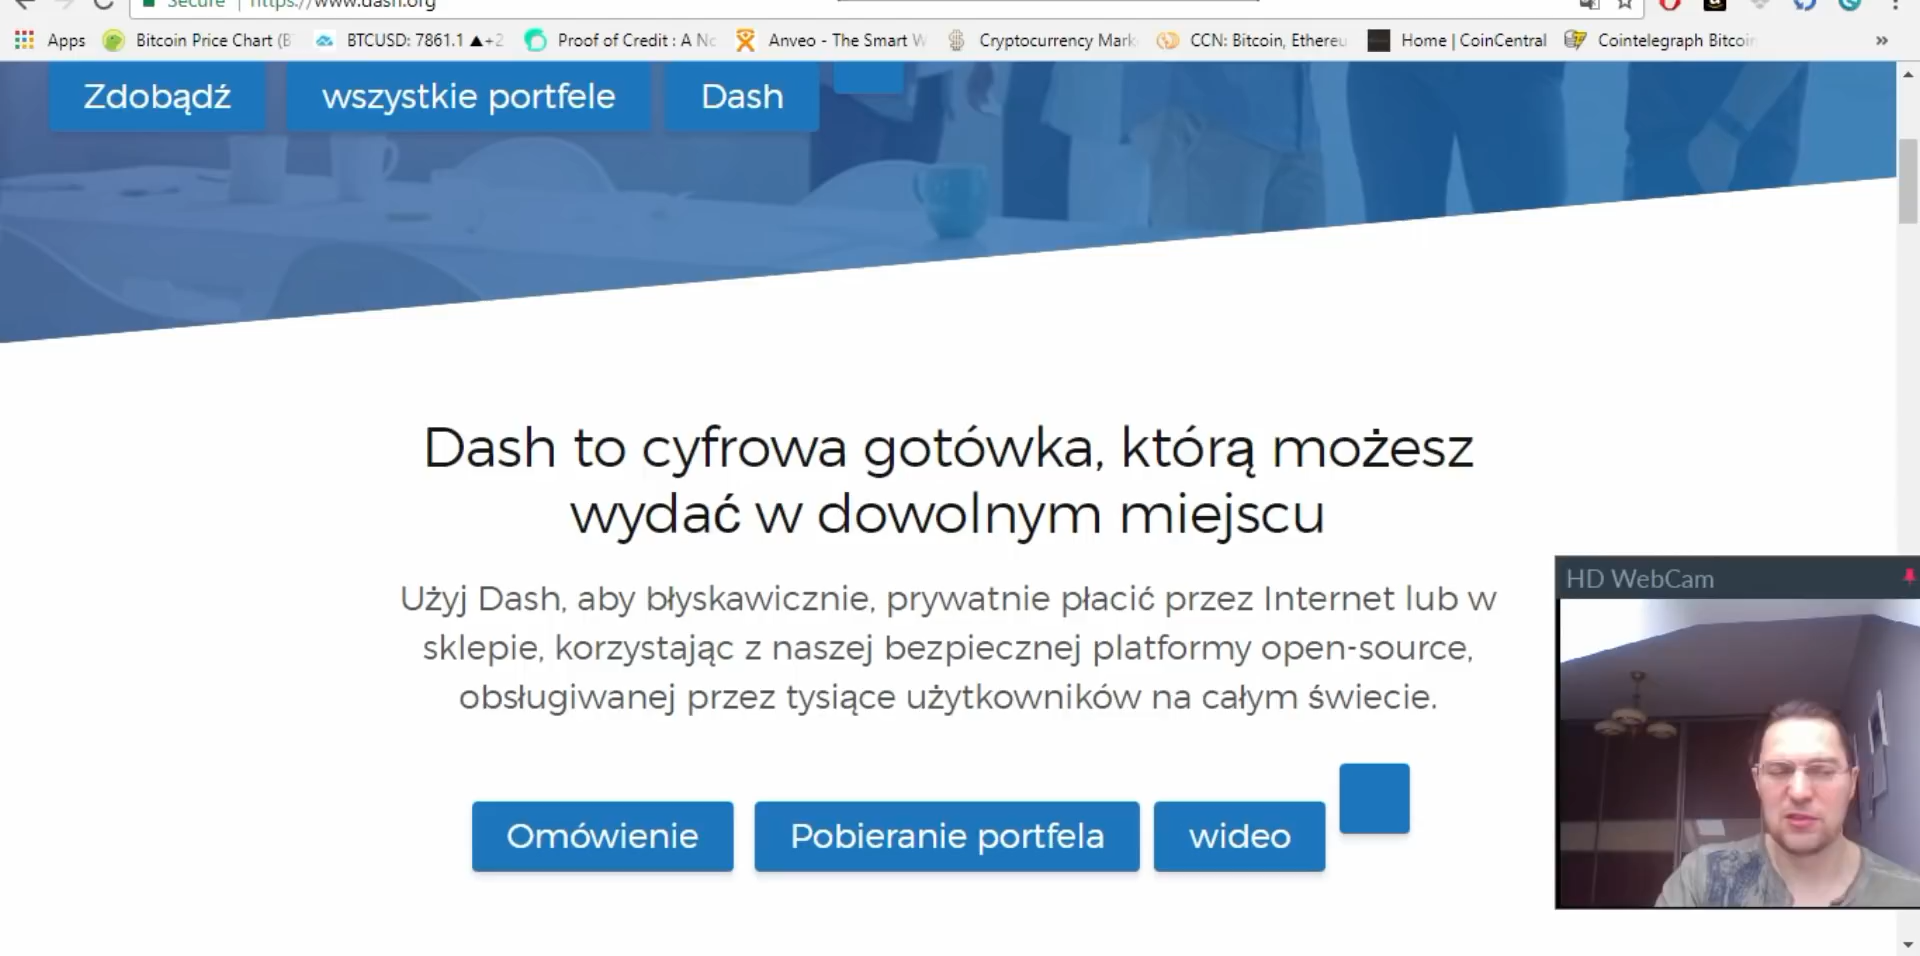 Secure | https://www.dash.org
Apps Bitcoin Price Chart (B BTCUSD: 7861.1 ▲+2 Proof of Credit : A No Anveo - The Smart W Cryptocurrency Mark CCN: Bitcoin, Ethereu Home | CoinCentral Cointelegraph Bitcoin »
Zdobądź wszystkie portfele Dash
Dash to cyfrowa gotówka, którą możesz
wydać w dowolnym miejscu
Użyj Dash, aby błyskawicznie, prywatnie płacić przez Internet lub w
sklepie, korzystając z naszej bezpiecznej platformy open-source,
obsługiwanej przez tysiące użytkowników na całym świecie.
HD WebCam
Omówienie Pobieranie portfela wideo